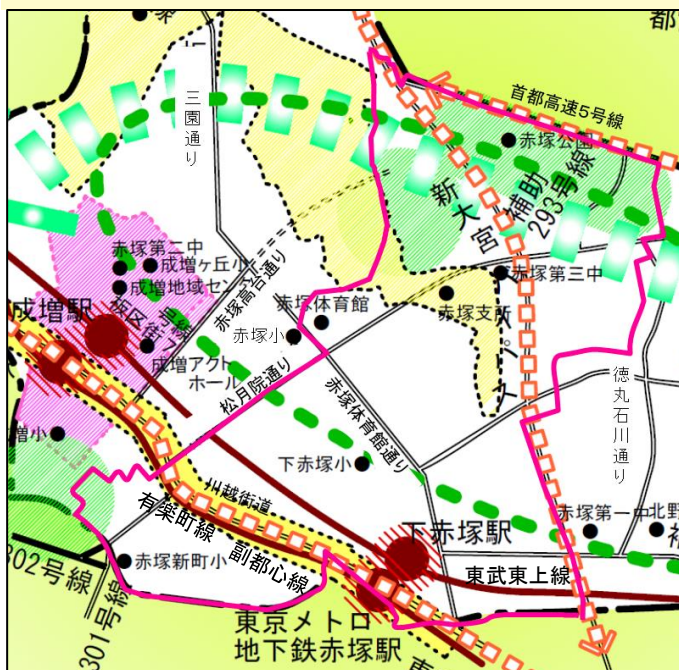 都
首都高速5号線
三園通り
赤塚公園
補助
293号線
新大宮
バイパス
赤塚第二中
成増ヶ丘小
成増地域セン
成増駅
赤塚高台通り
赤塚体育館
赤塚小
赤塚第三中
赤塚支所
成増アクト
ホール
松月院通り
赤塚体育館通り
徳丸石川通り
増小
下赤塚小
川越街道
有楽町線 副都心線
下赤塚駅
赤塚第一中
北野
赤塚新町小
302号線
301号線
東武東上線
東京メトロ
地下鉄赤塚駅
東